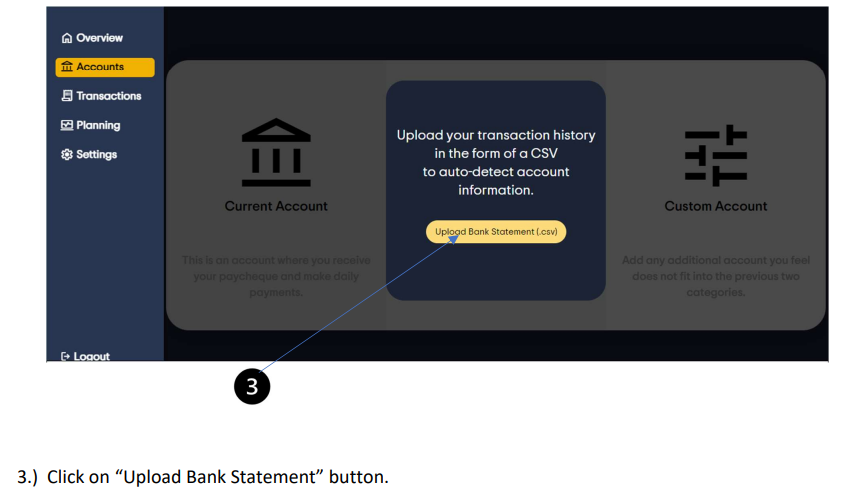 Overview
Accounts
Transactions
Planning
Settings
Logout
Current Account
This is an account where you receive
your paycheque and make daily
payments.
Upload your transaction history
in the form of a CSV
to auto-detect account
information.
Upload Bank Statement (.csv)
Custom Account
Add any additional account you feel
does not fit into the previous two
categories.
3
3.) Click on “Upload Bank Statement” button.